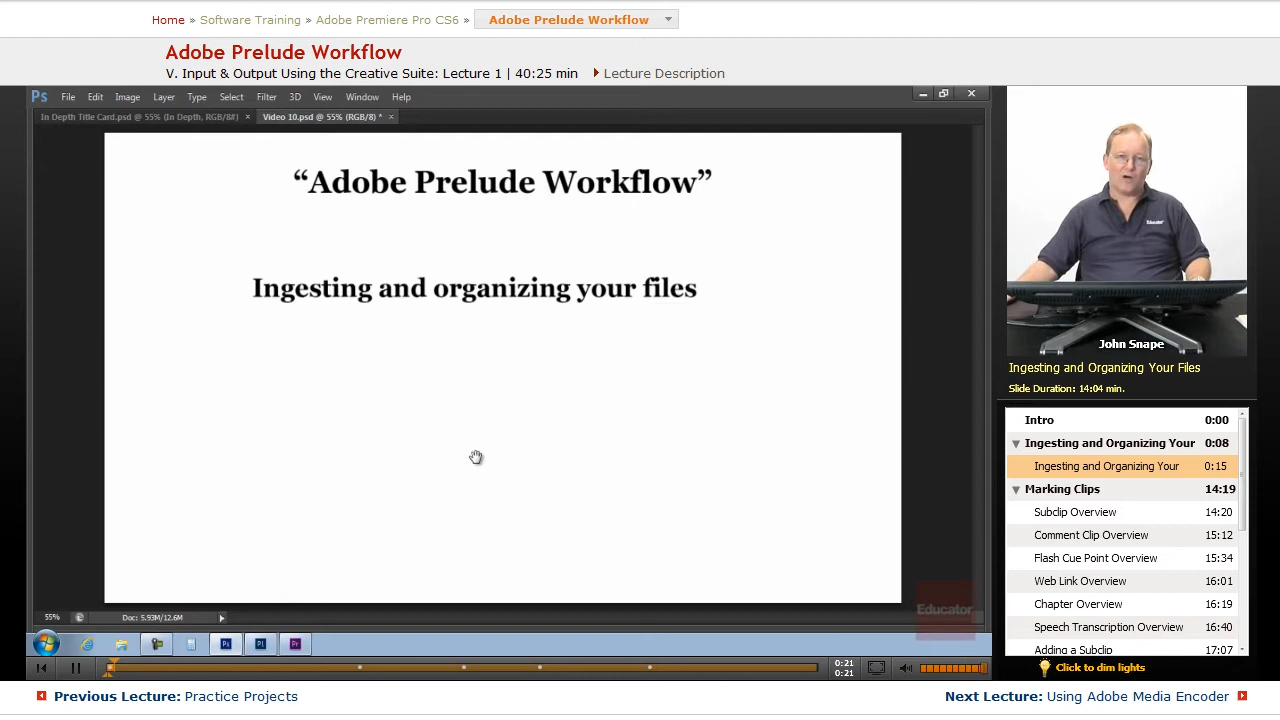 Home » Software Training » Adobe Premiere Pro CS6 » Adobe Prelude Workflow
Adobe Prelude Workflow
V. Input & Output Using the Creative Suite: Lecture 1 | 40:25 min Lecture Description
Ps File Edit Image Layer Type Select Filter 3D View Window Help
In Depth Title Card.psd @ 55% (In Depth, RGB/8#) × Video 10.psd @ 55% (RGB/8) * ×
“Adobe Prelude Workflow”
Ingesting and organizing your files
Educator
55% Doc: 5.93M/12.6M
0:21
0:21
Educator
John Snape
Ingesting and Organizing Your Files
Slide Duration: 14:04 min.
Intro 0:00
Ingesting and Organizing Your 0:08
Ingesting and Organizing Your 0:15
Marking Clips 14:19
Subclip Overview 14:20
Comment Clip Overview 15:12
Flash Cue Point Overview 15:34
Web Link Overview 16:01
Chapter Overview 16:19
Speech Transcription Overview 16:40
Adding a Subclip 17:07
Click to dim lights
Previous Lecture: Practice Projects
Next Lecture: Using Adobe Media Encoder